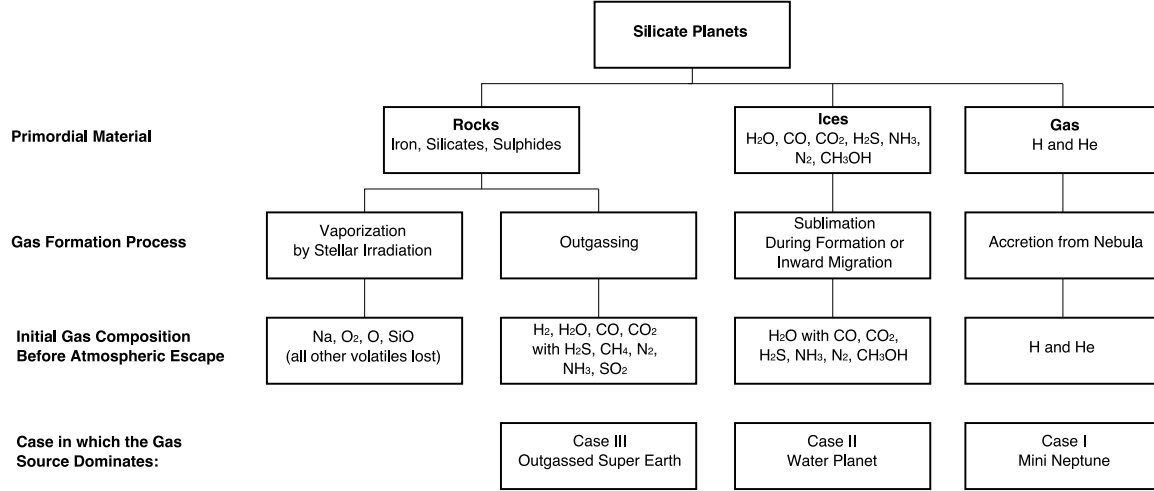 Silicate Planets
Primordial Material
Rocks
Iron, Silicates, Sulphides
Ices
H₂O, CO, CO₂, H₂S, NH₃,
N₂, CH₃OH
Gas
H and He
Gas Formation Process
Vaporization
by Stellar Irradiation
Outgassing
Sublimation
During Formation or
Inward Migration
Accretion from Nebula
Initial Gas Composition
Before Atmospheric Escape
Na, O₂, O, SiO
(all other volatiles lost)
H₂, H₂O, CO, CO₂
with H₂S, CH₄, N₂,
NH₃, SO₂
H₂O with CO, CO₂,
H₂S, NH₃, N₂, CH₃OH
H and He
Case in which the Gas
Source Dominates:
Case III
Outgassed Super Earth
Case II
Water Planet
Case I
Mini Neptune